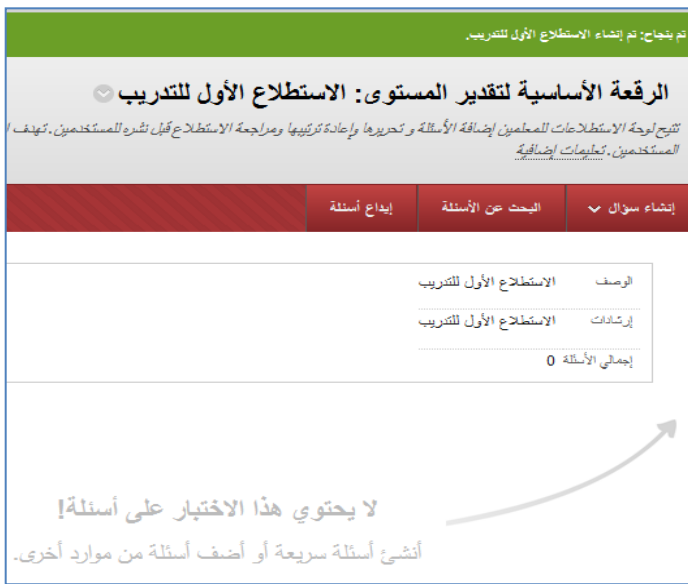 تم بنجاح: تم إنشاء الاستطلاع الأول للتدريب.
الرقعة الأساسية لتقدير المستوى: الاستطلاع الأول للتدريب
تتيح لوحة الاستطلاعات للمعلمين إضافة الأسئلة و تحريرها وإعادة ترتيبها ومراجعة الاستطلاع قبل نشره للمستخدمين. تهدف
المستخدمين. تعليمات إضافية
إنشاء سؤال البحث عن الأسئلة إيداع أسئلة
الوصف الاستطلاع الأول للتدريب
إرشادات الاستطلاع الأول للتدريب
إجمالي الأسئلة 0
لا يحتوي هذا الاختبار على أسئلة!
أنشئ أسئلة سريعة أو أضف أسئلة من موارد أخرى.